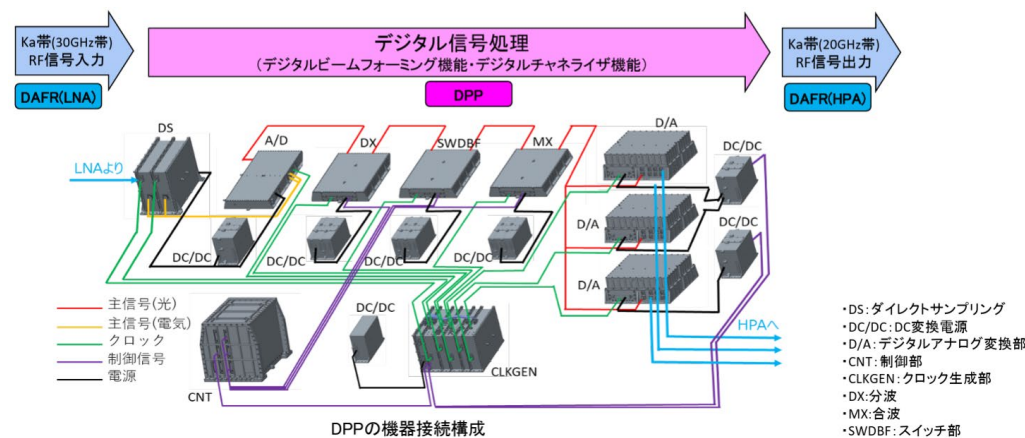 Ka帯(30GHz帯)
RF信号入力
デジタル信号処理
(デジタルビームフォーミング機能・デジタルチャネライザ機能)
Ka帯(20GHz帯)
RF信号出力
DAFR(LNA)
DPP
DAFR(HPA)
DS
A/D
DX
SWDBF
MX
D/A
DC/DC
LNAより
D/A
DC/DC
DC/DC
DC/DC
DC/DC
DC/DC
D/A
主信号(光)
主信号(電気)
クロック
制御信号
電源
DC/DC
HPAへ
CLKGEN
CNT
DPPの機器接続構成
・DS:ダイレクトサンプリング
・DC/DC:DC変換電源
・D/A:デジタルアナログ変換部
・CNT:制御部
・CLKGEN:クロック生成部
・DX:分波
・MX:合波
・SWDBF:スイッチ部